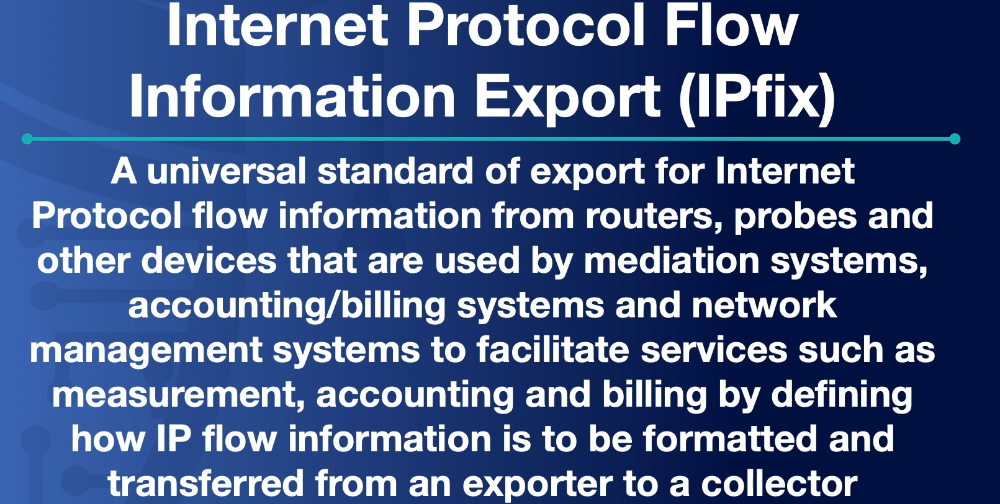 Internet Protocol Flow
Information Export (IPfix)
A universal standard of export for Internet
Protocol flow information from routers, probes and
other devices that are used by mediation systems,
accounting/billing systems and network
management systems to facilitate services such as
measurement, accounting and billing by defining
how IP flow information is to be formatted and
transferred from an exporter to a collector